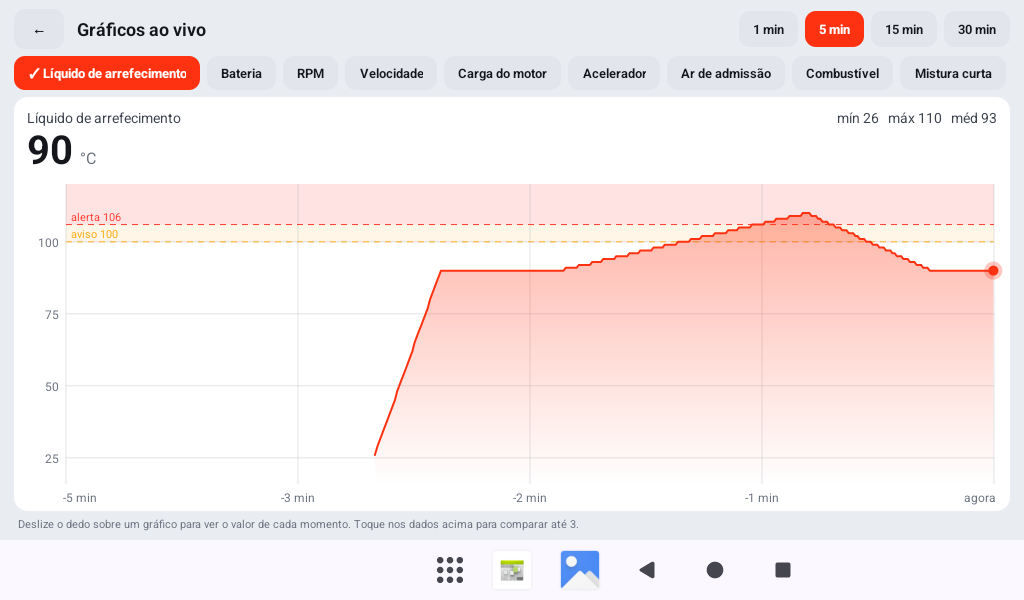 ← Gráficos ao vivo 1 min 5 min 15 min 30 min
✓ Líquido de arrefecimento Bateria RPM Velocidade Carga do motor Acelerador Ar de admissão Combustível Mistura curta
Líquido de arrefecimento mín 26 máx 110 méd 93
90 °C
alerta 106
aviso 100
100
75
50
25
-5 min -3 min -2 min -1 min agora
Deslize o dedo sobre um gráfico para ver o valor de cada momento. Toque nos dados acima para comparar até 3.